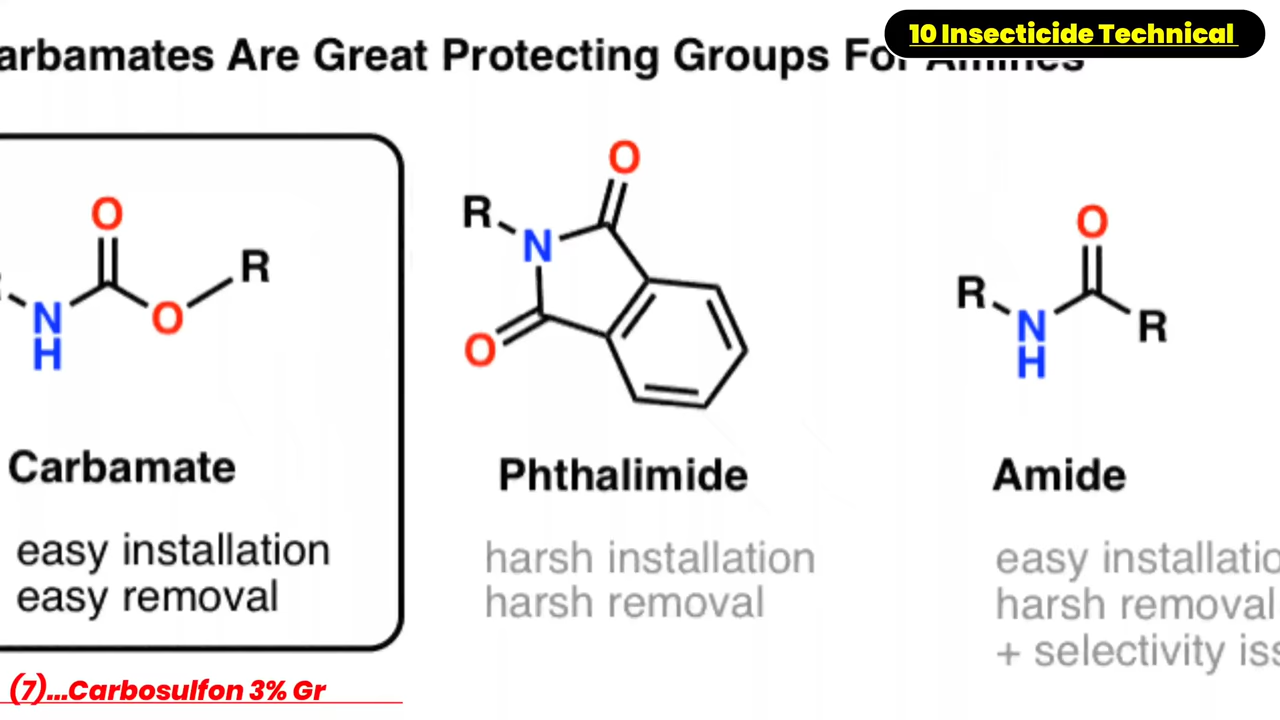 10 Insecticide Technical
arbamates Are Great Protecting Groups For Amines
O
R
N
H
O
Carbamate
easy installation
easy removal
O
R
N
O
Phthalimide
harsh installation
harsh removal
O
R
N
H
R
Amide
easy installatio
harsh removal
+ selectivity iss
(7)...Carbosulfon 3% Gr